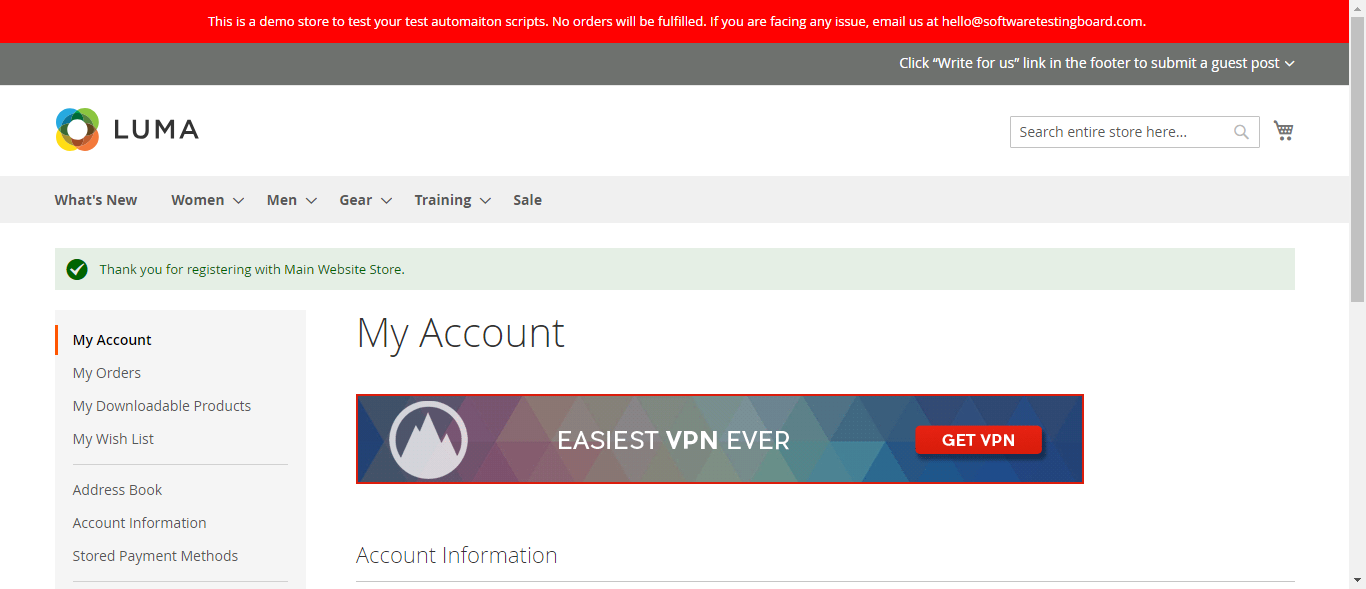 This is a demo store to test your test automaiton scripts. No orders will be fulfilled. If you are facing any issue, email us at hello@softwaretestingboard.com.
Click “Write for us” link in the footer to submit a guest post
LUMA
Search entire store here...
What's New Women Men Gear Training Sale
Thank you for registering with Main Website Store.
My Account
My Orders
My Downloadable Products
My Wish List
Address Book
Account Information
Stored Payment Methods
My Account
EASIEST VPN EVER
GET VPN
Account Information